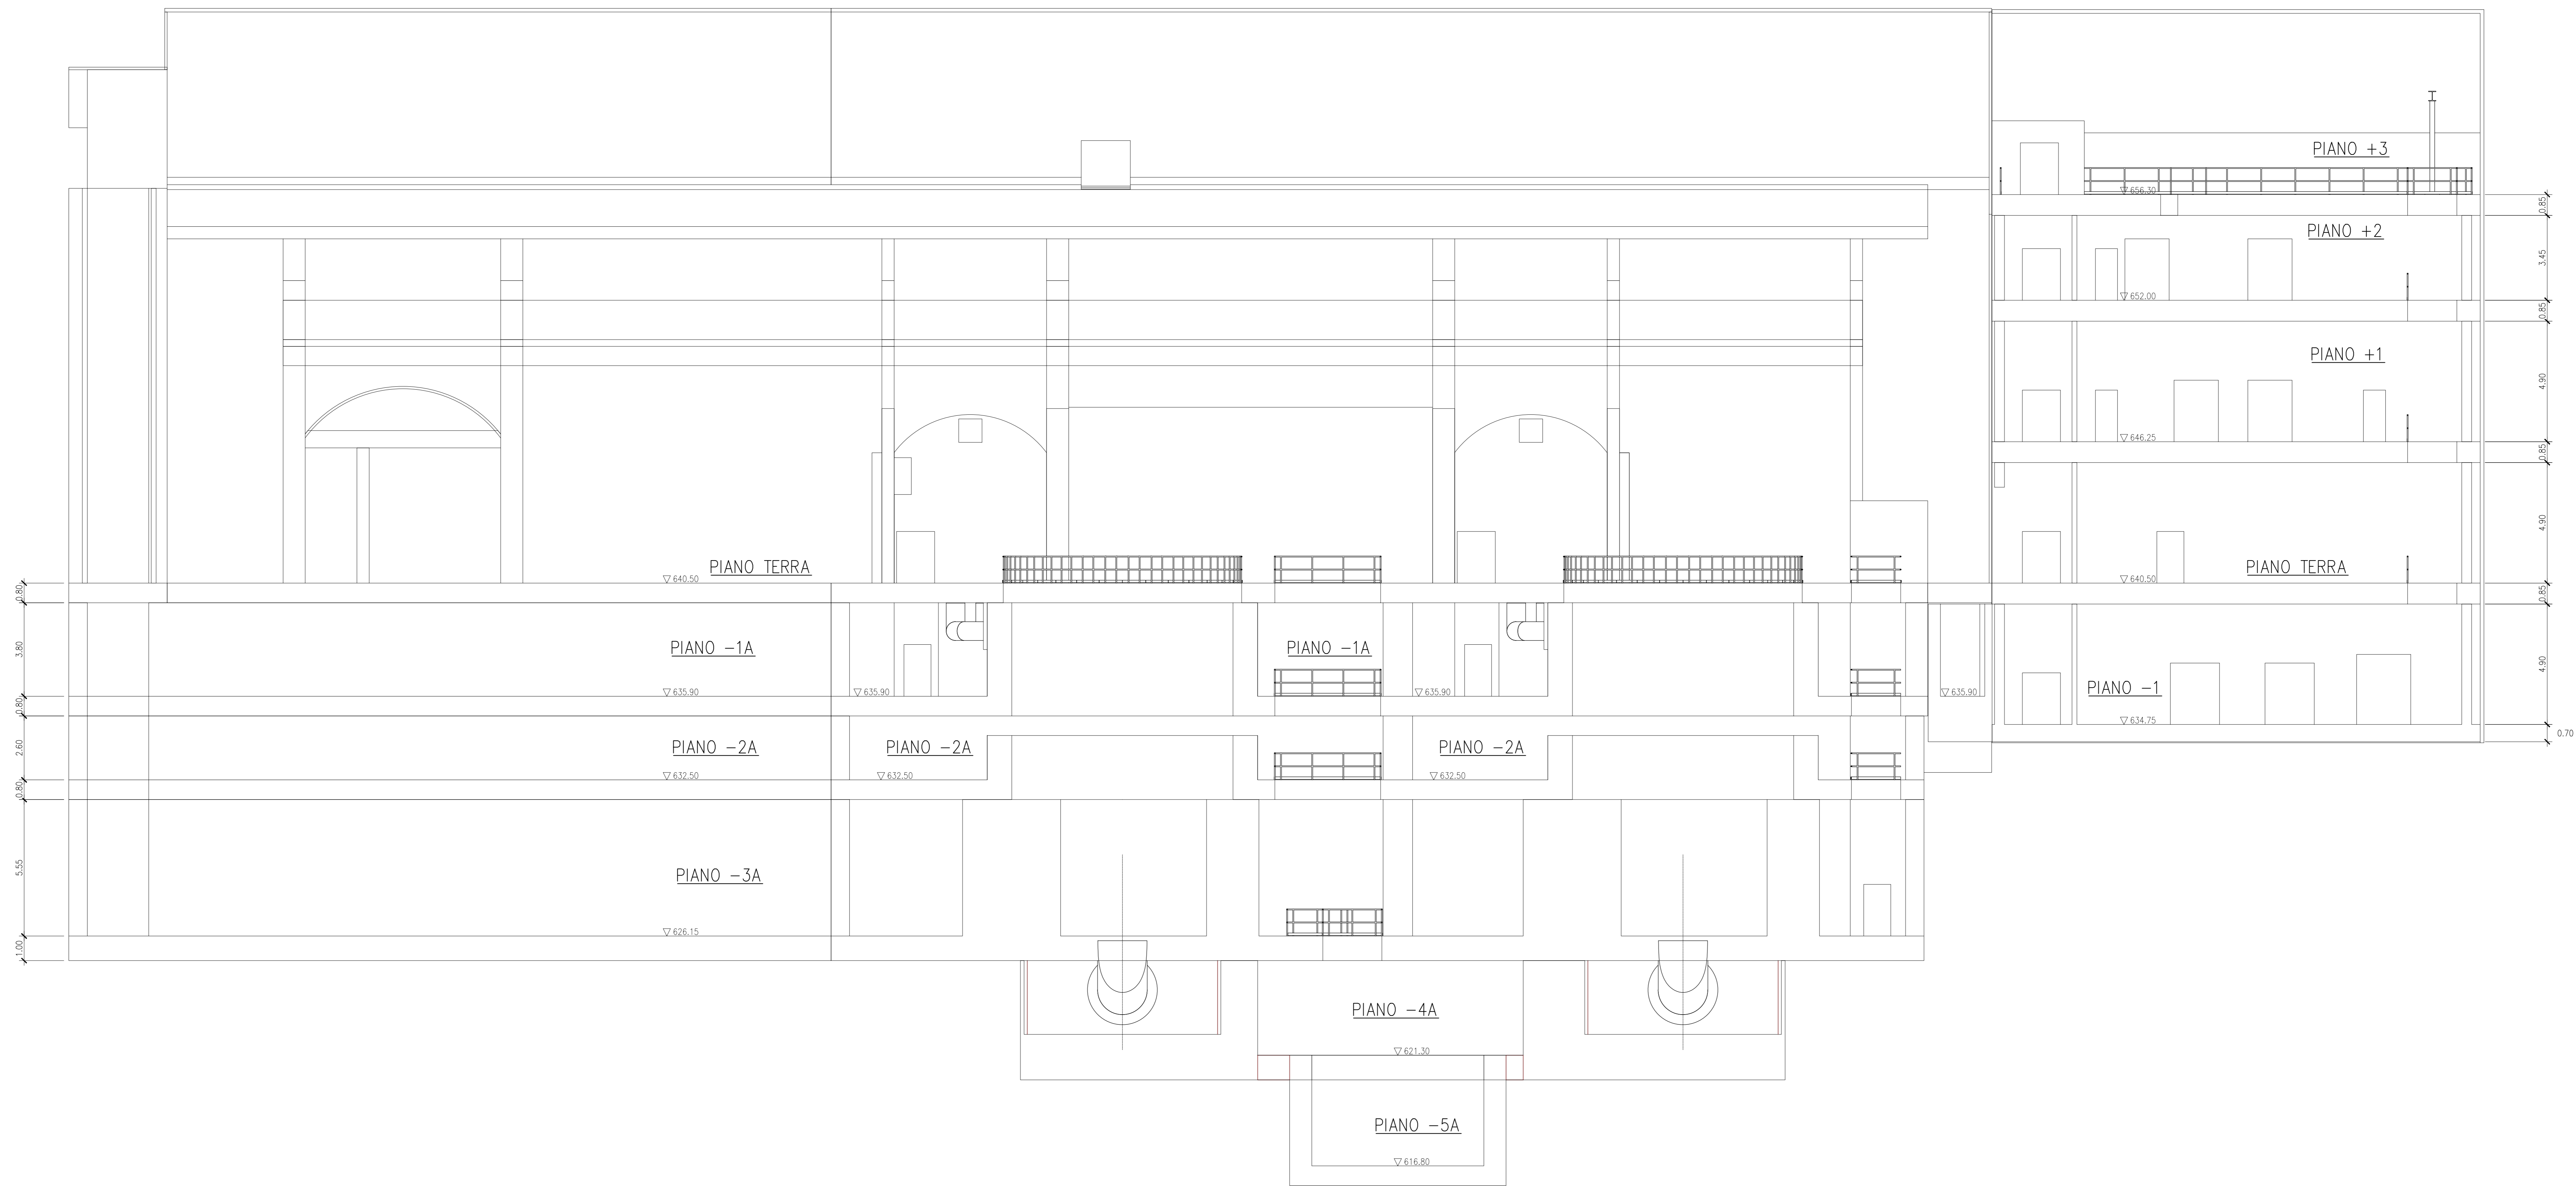 PIANO +3
▽ 656.30
0.85
PIANO +2
3.45
▽ 652.00
0.85
PIANO +1
4.90
▽ 646.25
0.85
4.90
PIANO TERRA
PIANO TERRA
▽ 640.50
▽ 640.50
0.80
0.85
PIANO -1A
PIANO -1A
3.80
4.90
PIANO -1
▽ 635.90
▽ 635.90
▽ 635.90
▽ 635.90
0.80
▽ 634.75
0.70
PIANO -2A
PIANO -2A
PIANO -2A
2.60
▽ 632.50
▽ 632.50
▽ 632.50
0.80
5.55
PIANO -3A
▽ 626.15
1.00
PIANO -4A
▽ 621.30
PIANO -5A
▽ 616.80